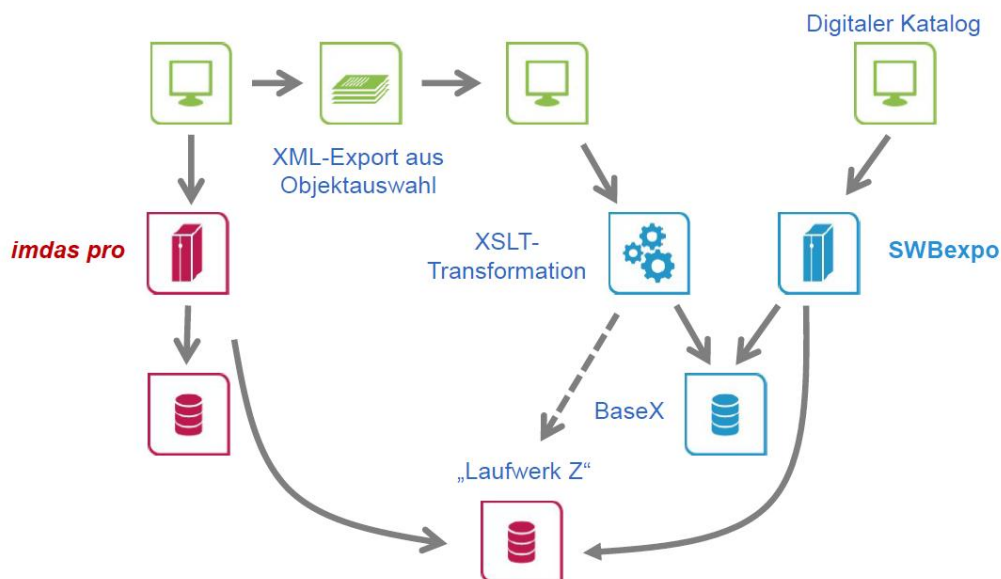 Digitaler Katalog
XML-Export aus
Objektauswahl
imdas pro
XSLT-
Transformation
SWBexpo
BaseX
„Laufwerk Z“